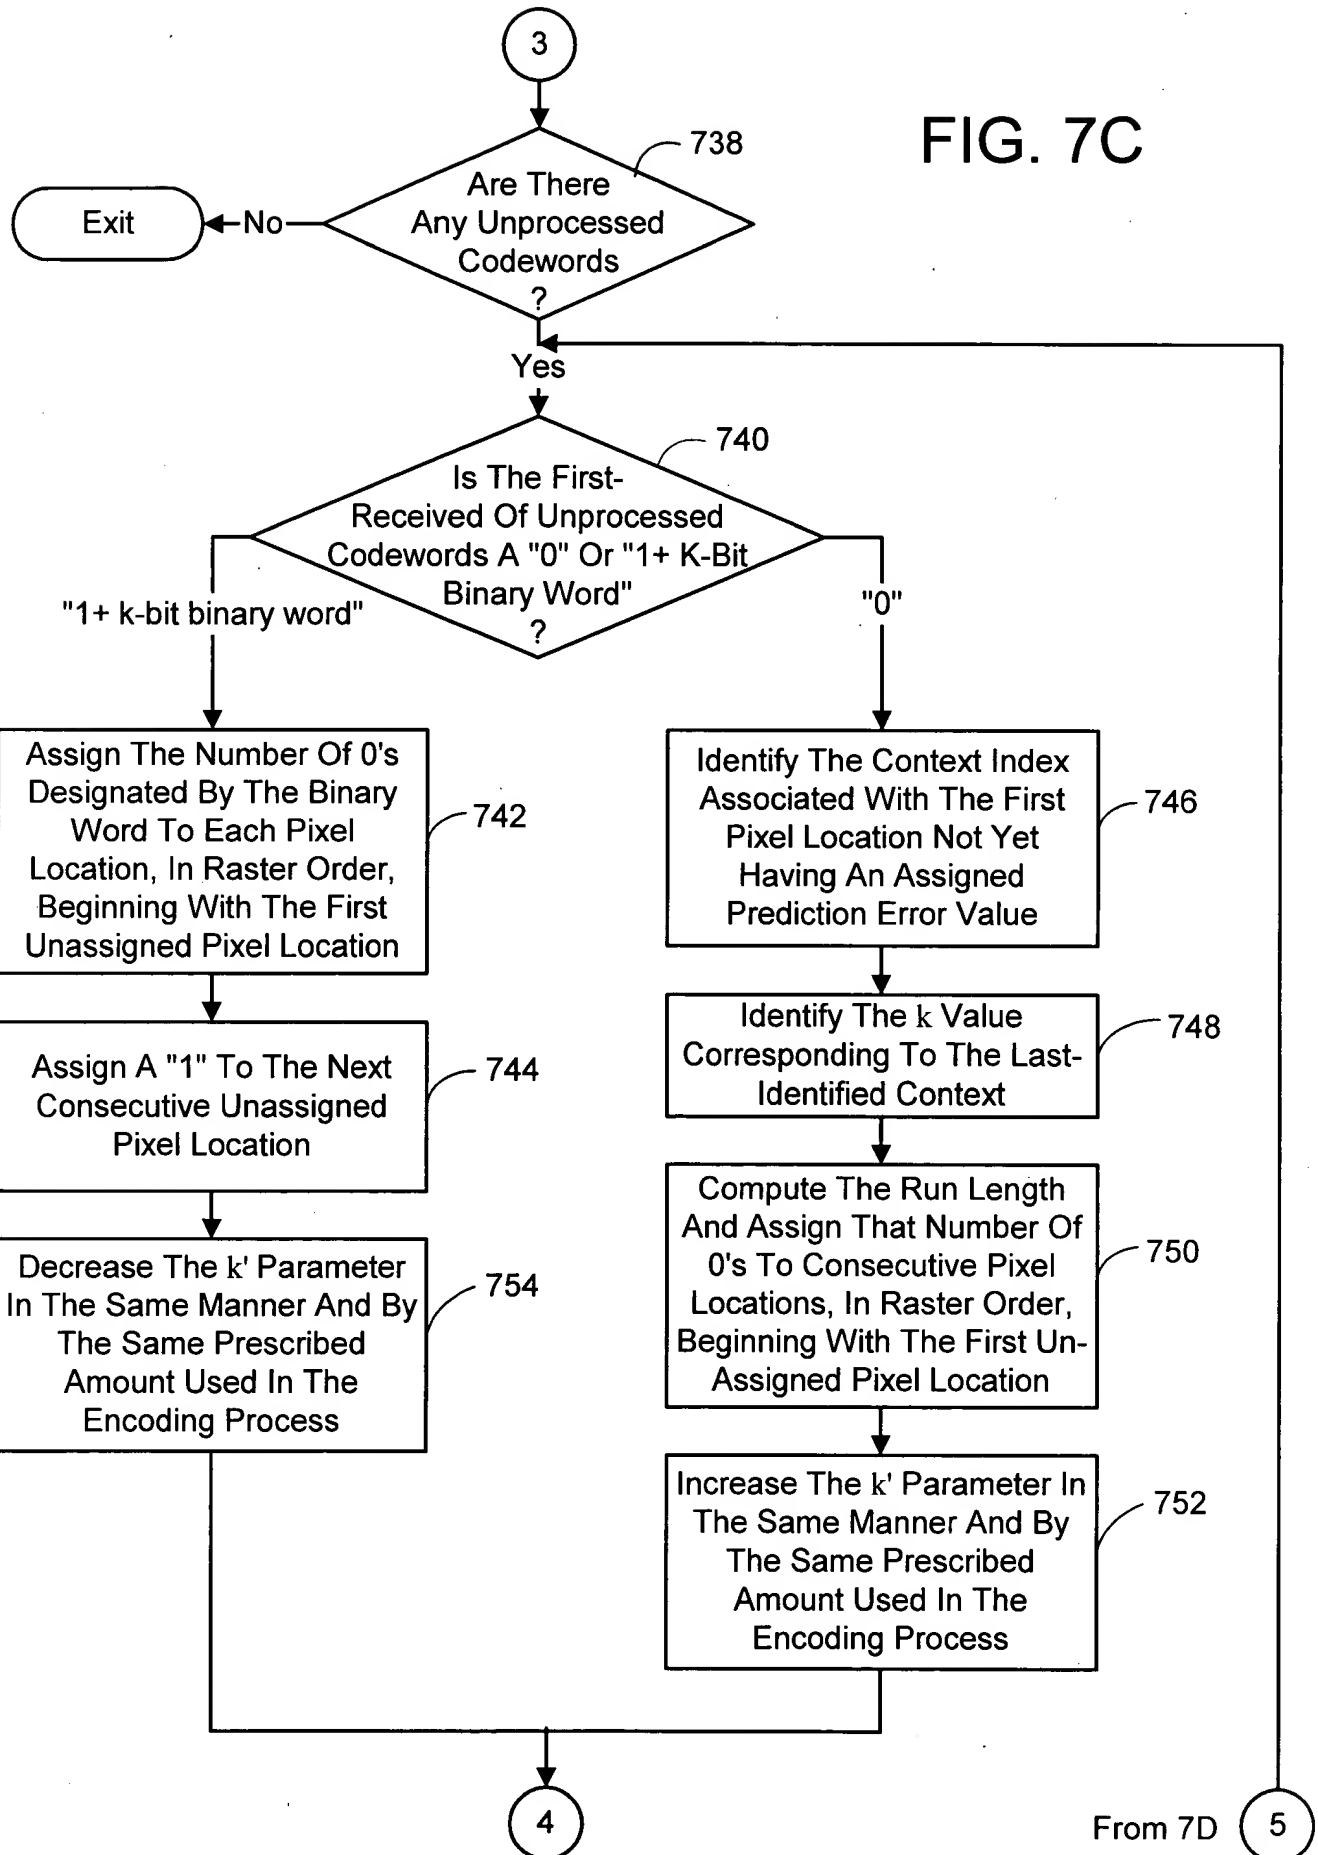 3
FIG. 7C
738
Are There
Any Unprocessed
Codewords
?
No
Exit
Yes
740
Is The First-
Received Of Unprocessed
Codewords A "0" Or "1+ K-Bit
Binary Word"
?
"1+ k-bit binary word"
"0"
Assign The Number Of 0's
Designated By The Binary
Word To Each Pixel
Location, In Raster Order,
Beginning With The First
Unassigned Pixel Location
742
Assign A "1" To The Next
Consecutive Unassigned
Pixel Location
744
Decrease The k' Parameter
In The Same Manner And By
The Same Prescribed
Amount Used In The
Encoding Process
754
Identify The Context Index
Associated With The First
Pixel Location Not Yet
Having An Assigned
Prediction Error Value
746
Identify The k Value
Corresponding To The Last-
Identified Context
748
Compute The Run Length
And Assign That Number Of
0's To Consecutive Pixel
Locations, In Raster Order,
Beginning With The First Un-
Assigned Pixel Location
750
Increase The k' Parameter In
The Same Manner And By
The Same Prescribed
Amount Used In The
Encoding Process
752
4
From 7D
5